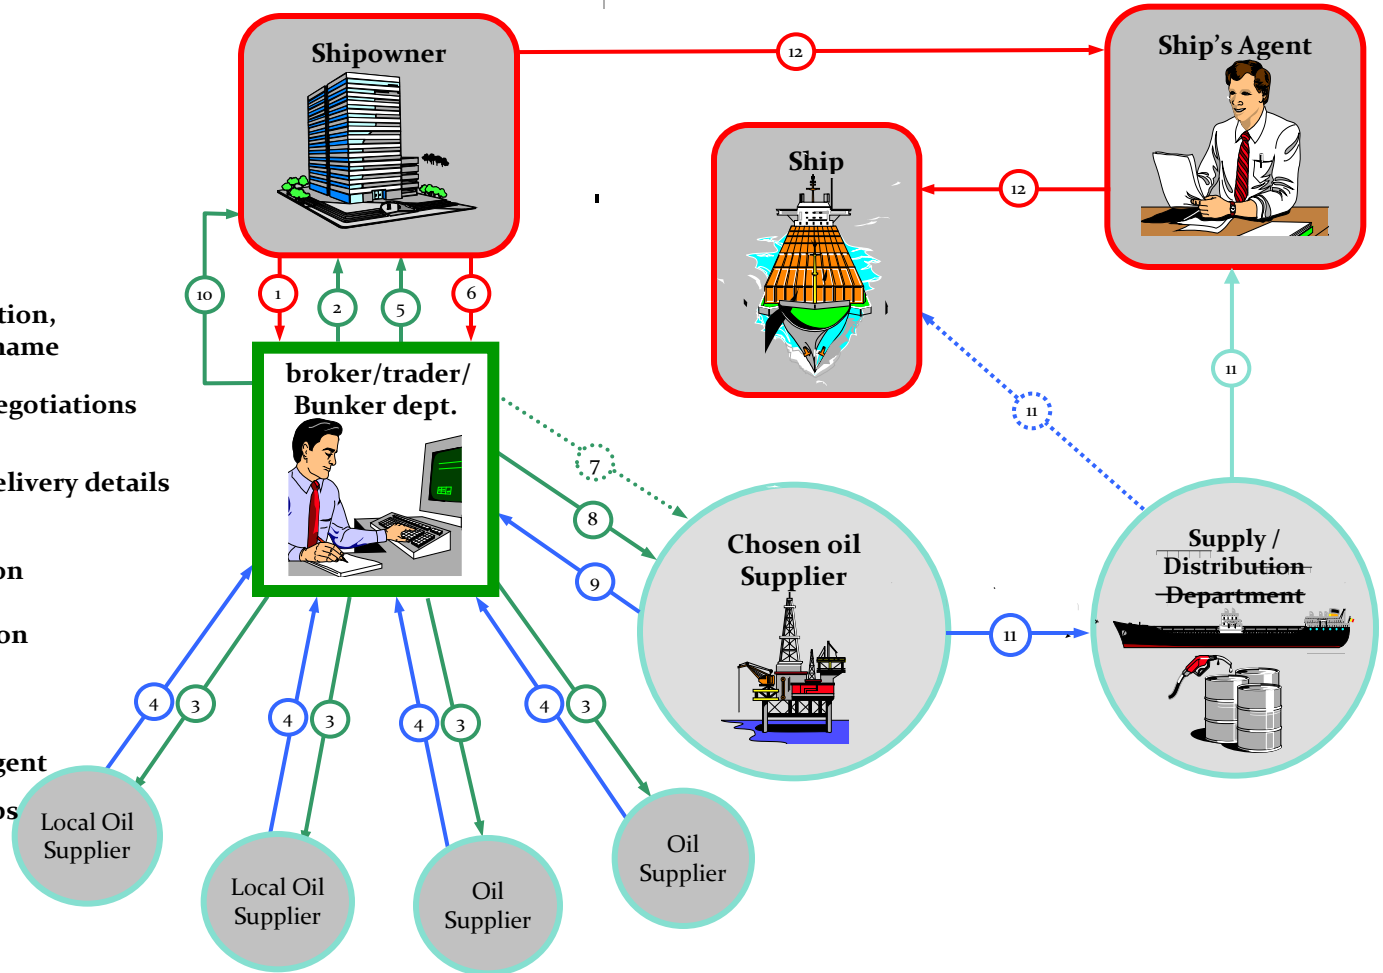 Shipowner
12
Ship's Agent
Ship
12
10
1
2
5
6
tion,
name
egotiations
elivery details
on
on
gent
os
broker/trader/
Bunker dept.
7
8
9
11
11
11
Chosen oil
Supplier
Supply /
Distribution
Department
4
3
4
3
4
3
4
3
Local Oil
Supplier
Local Oil
Supplier
Oil
Supplier
Oil
Supplier